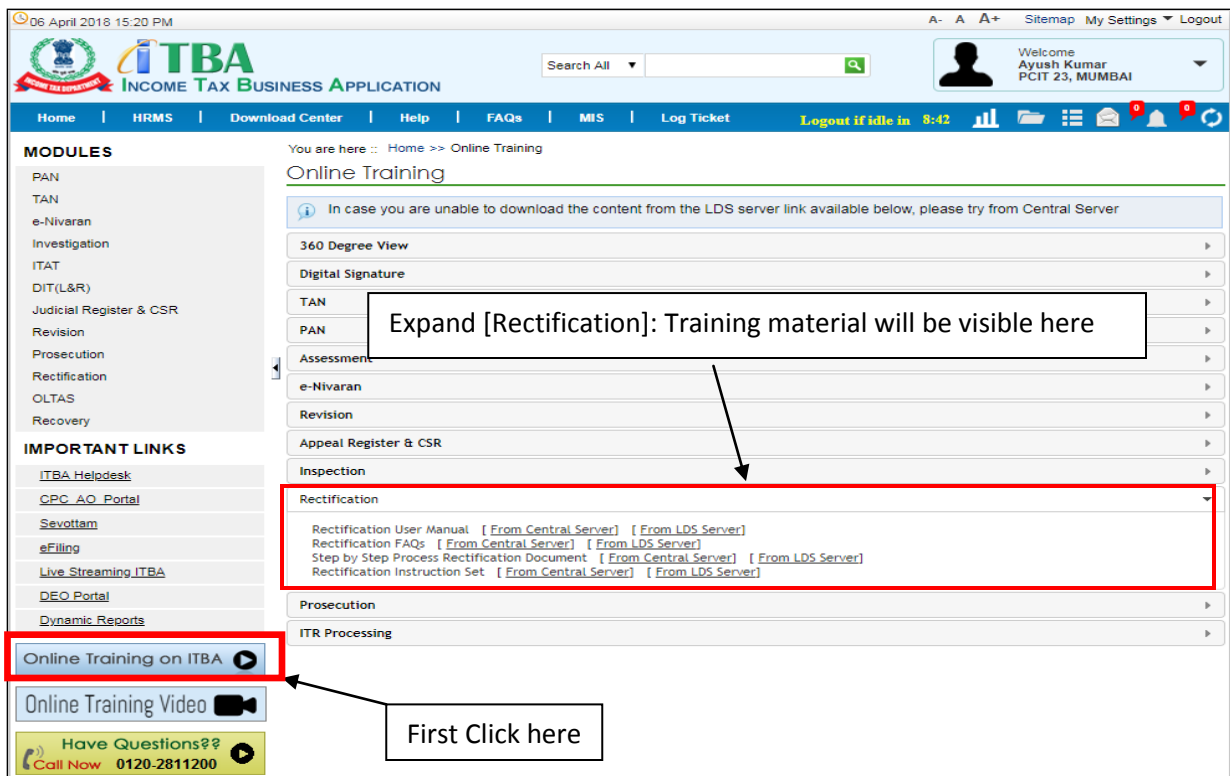 06 April 2018 15:20 PM
A- A A+ Sitemap My Settings Logout
INCOME TAX DEPARTMENT
iTBA
INCOME TAX BUSINESS APPLICATION
Search All
Welcome
Ayush Kumar
PCIT 23, MUMBAI
Home | HRMS | Download Center | Help | FAQs | MIS | Log Ticket
Logout if idle in 8:42
0
0
MODULES
PAN
TAN
e-Nivaran
Investigation
ITAT
DIT(L&R)
Judicial Register & CSR
Revision
Prosecution
Rectification
OLTAS
Recovery
IMPORTANT LINKS
ITBA Helpdesk
CPC AO Portal
Sevottam
eFiling
Live Streaming ITBA
DEO Portal
Dynamic Reports
Online Training on ITBA
Online Training Video
Have Questions??
Call Now 0120-2811200
You are here :: Home >> Online Training
Online Training
In case you are unable to download the content from the LDS server link available below, please try from Central Server
360 Degree View
Digital Signature
TAN
PAN
Assessment
e-Nivaran
Revision
Appeal Register & CSR
Inspection
Rectification
Rectification User Manual [ From Central Server] [ From LDS Server]
Rectification FAQs [ From Central Server] [ From LDS Server]
Step by Step Process Rectification Document [ From Central Server] [ From LDS Server]
Rectification Instruction Set [ From Central Server] [ From LDS Server]
Prosecution
ITR Processing
Expand [Rectification]: Training material will be visible here
First Click here